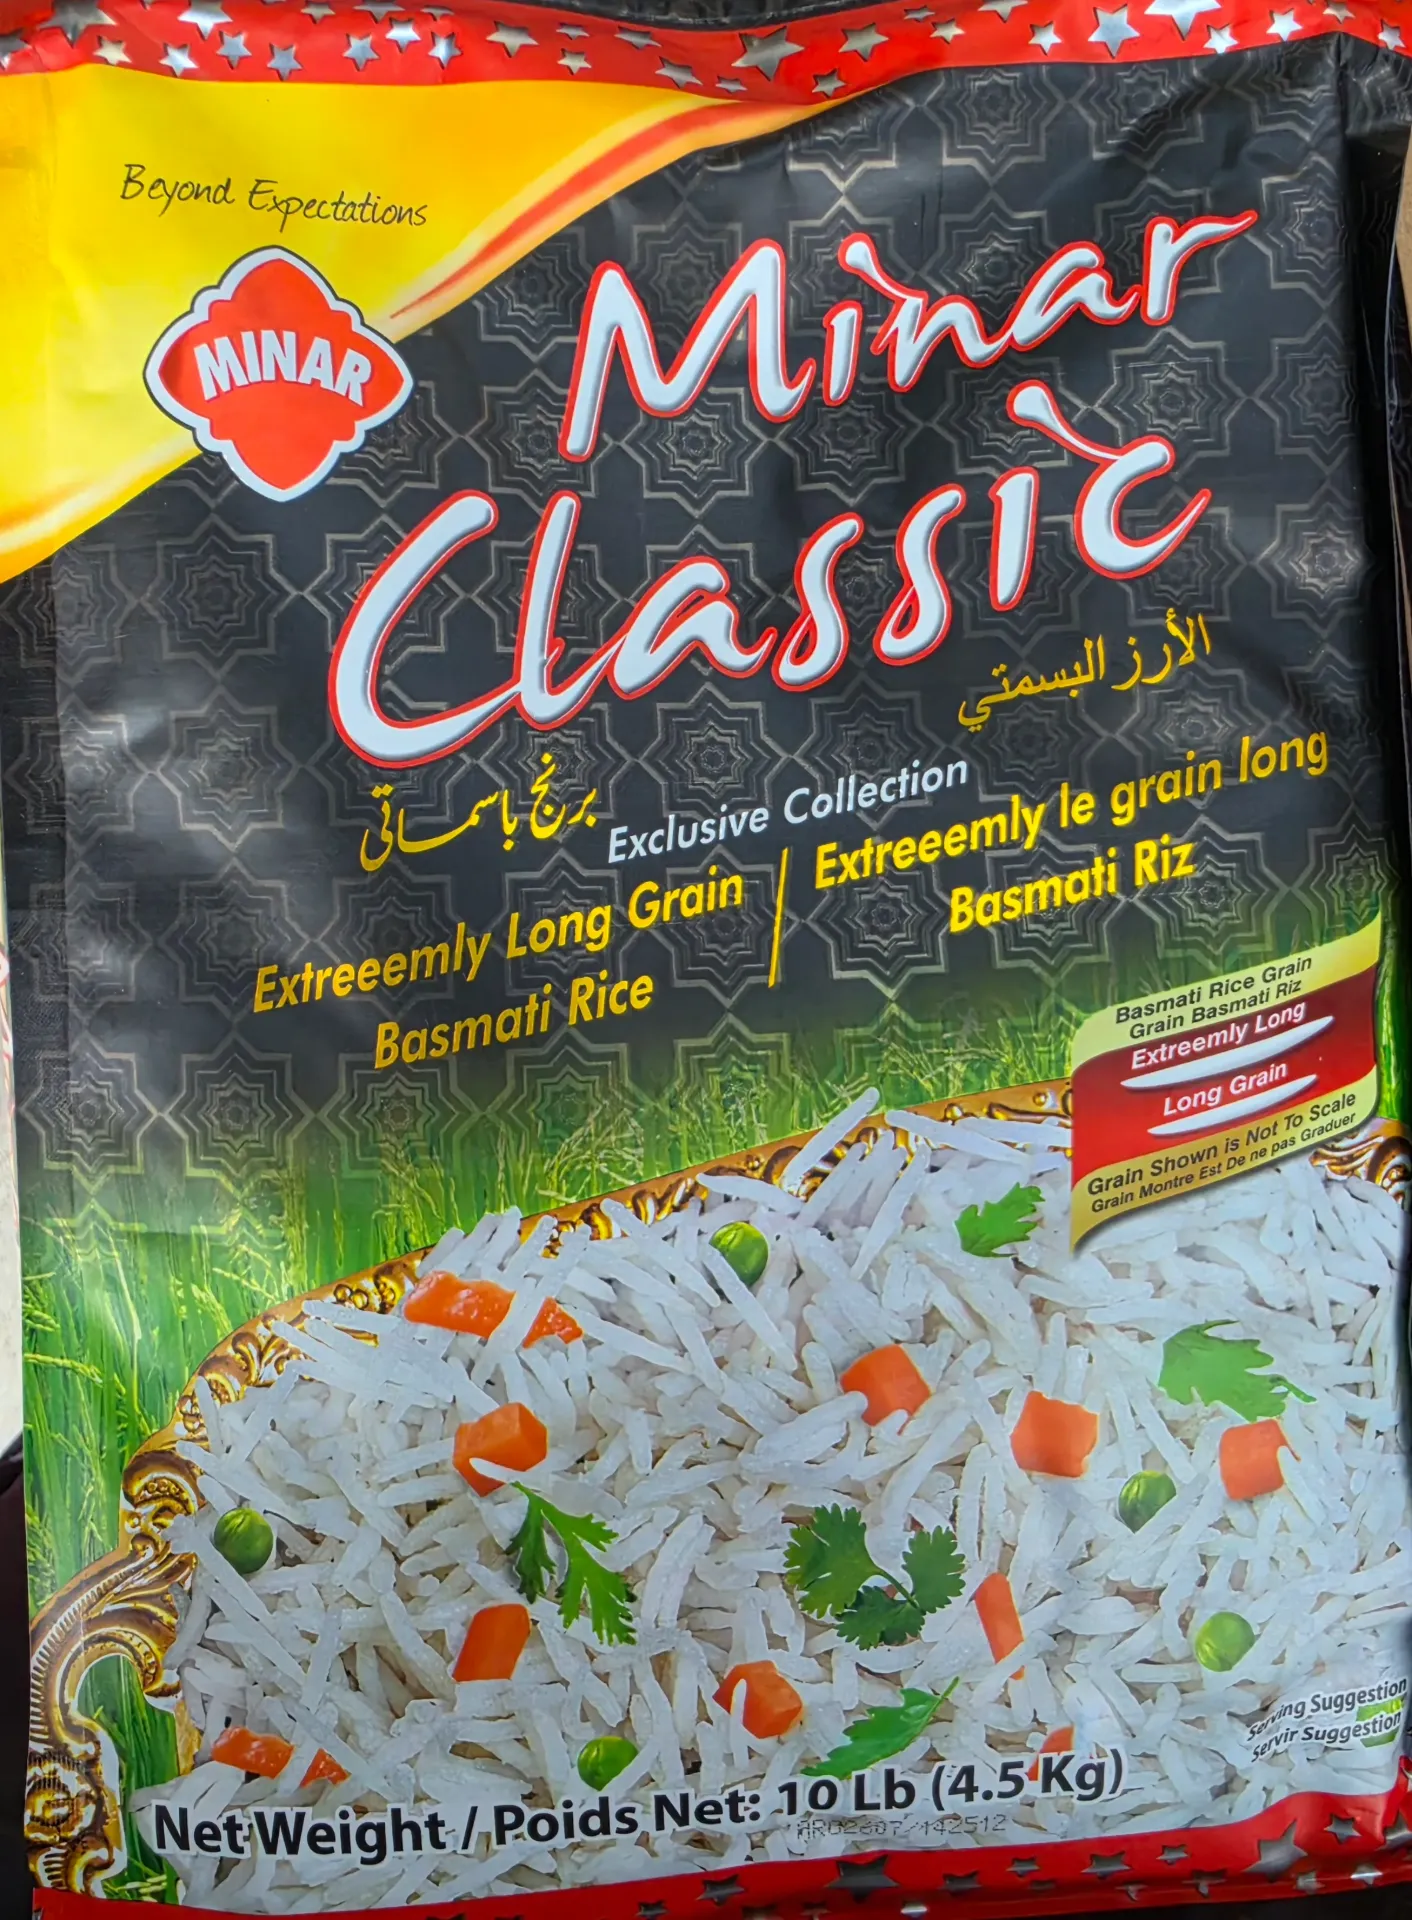 Beyond Expectations
MINAR
Minar
Classic
الأرز البسمتي
برنج باسماتی
Exclusive Collection
Extreeemly Long Grain
Basmati Rice
Extreeemly le grain long
Basmati Riz
Basmati Rice Grain
Grain Basmati Riz
Extreemly Long
Long Grain
Grain Shown is Not To Scale
Grain Montre Est De ne pas Graduer
Serving Suggestion
Servir Suggestion
Net Weight / Poids Net: 10 Lb (4.5 Kg)